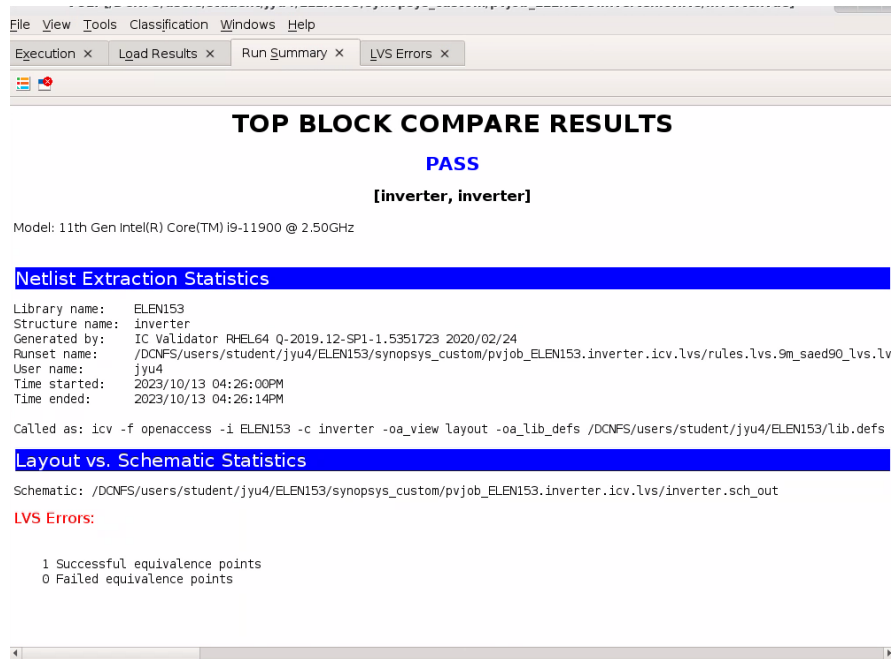 File View Tools Classification Windows Help
Execution × Load Results × Run Summary × LVS Errors ×
TOP BLOCK COMPARE RESULTS
PASS
[inverter, inverter]
Model: 11th Gen Intel(R) Core(TM) i9-11900 @ 2.50GHz
Netlist Extraction Statistics
Library name: ELEN153
Structure name: inverter
Generated by: IC Validator RHEL64 Q-2019.12-SP1-1.5351723 2020/02/24
Runset name: /DCNFS/users/student/jyu4/ELEN153/synopsys_custom/pvjob_ELEN153.inverter.icv.lvs/rules.lvs.9m_saed90_lvs.lv
User name: jyu4
Time started: 2023/10/13 04:26:00PM
Time ended: 2023/10/13 04:26:14PM
Called as: icv -f openaccess -i ELEN153 -c inverter -oa_view layout -oa_lib_defs /DCNFS/users/student/jyu4/ELEN153/lib.defs
Layout vs. Schematic Statistics
Schematic: /DCNFS/users/student/jyu4/ELEN153/synopsys_custom/pvjob_ELEN153.inverter.icv.lvs/inverter.sch_out
LVS Errors:
1 Successful equivalence points
0 Failed equivalence points